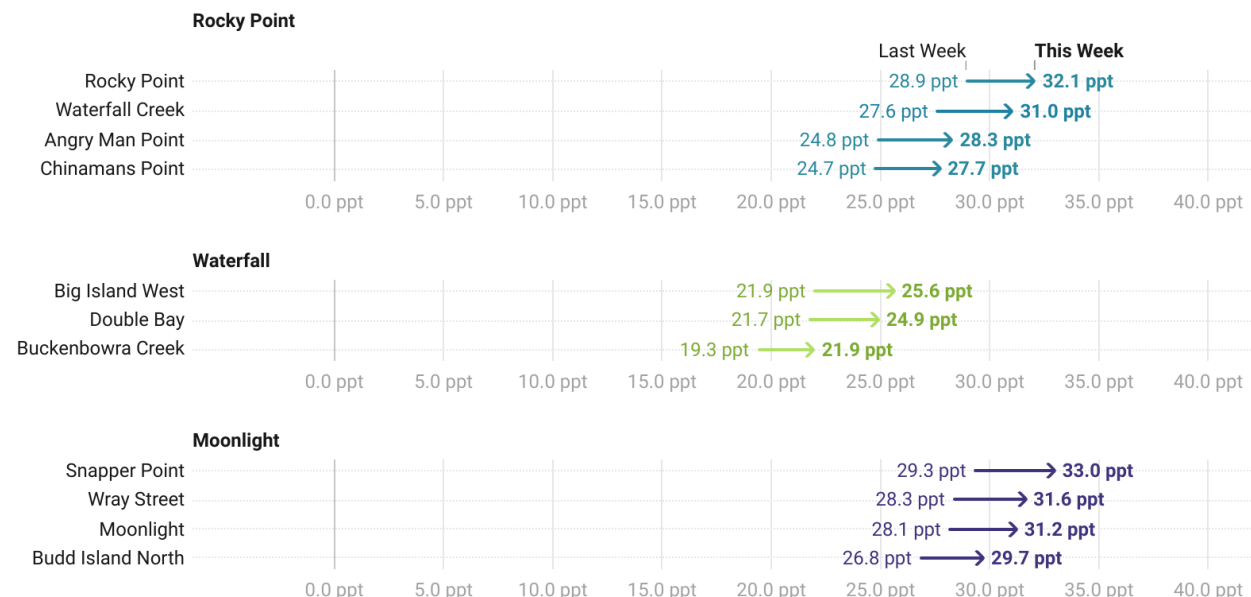 Rocky Point
Last Week This Week
Rocky Point 28.9 ppt 32.1 ppt
Waterfall Creek 27.6 ppt 31.0 ppt
Angry Man Point 24.8 ppt 28.3 ppt
Chinamans Point 24.7 ppt 27.7 ppt
0.0 ppt 5.0 ppt 10.0 ppt 15.0 ppt 20.0 ppt 25.0 ppt 30.0 ppt 35.0 ppt 40.0 ppt
Waterfall
Big Island West 21.9 ppt 25.6 ppt
Double Bay 21.7 ppt 24.9 ppt
Buckenbowra Creek 19.3 ppt 21.9 ppt
0.0 ppt 5.0 ppt 10.0 ppt 15.0 ppt 20.0 ppt 25.0 ppt 30.0 ppt 35.0 ppt 40.0 ppt
Moonlight
Snapper Point 29.3 ppt 33.0 ppt
Wray Street 28.3 ppt 31.6 ppt
Moonlight 28.1 ppt 31.2 ppt
Budd Island North 26.8 ppt 29.7 ppt
0.0 ppt 5.0 ppt 10.0 ppt 15.0 ppt 20.0 ppt 25.0 ppt 30.0 ppt 35.0 ppt 40.0 ppt